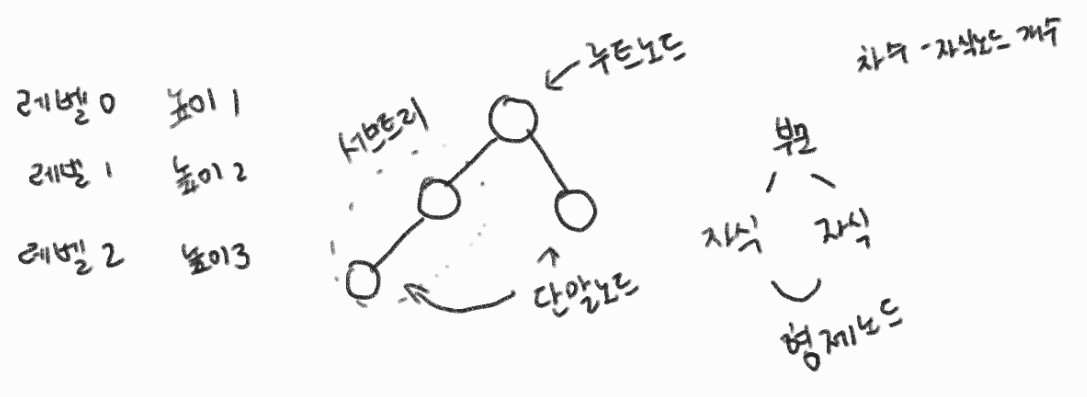 루트노드
차수 - 자식노드 개수
레벨 0 높이 1
서브트리
부모
레벨 1 높이 2
자식 자식
레벨 2 높이 3
단말노드
형제노드